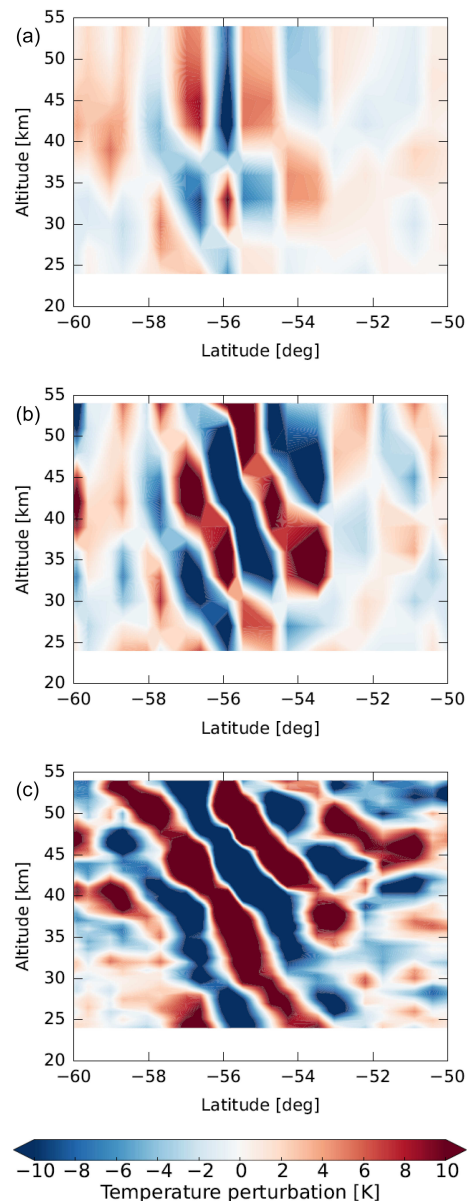 (a)
55
50
45
40
35
30
25
20
Altitude [km]
−60 −58 −56 −54 −52 −50
Latitude [deg]
(b)
55
50
45
40
35
30
25
20
Altitude [km]
−60 −58 −56 −54 −52 −50
Latitude [deg]
(c)
55
50
45
40
35
30
25
20
Altitude [km]
−60 −58 −56 −54 −52 −50
Latitude [deg]
−10 −8 −6 −4 −2 0 2 4 6 8 10
Temperature perturbation [K]